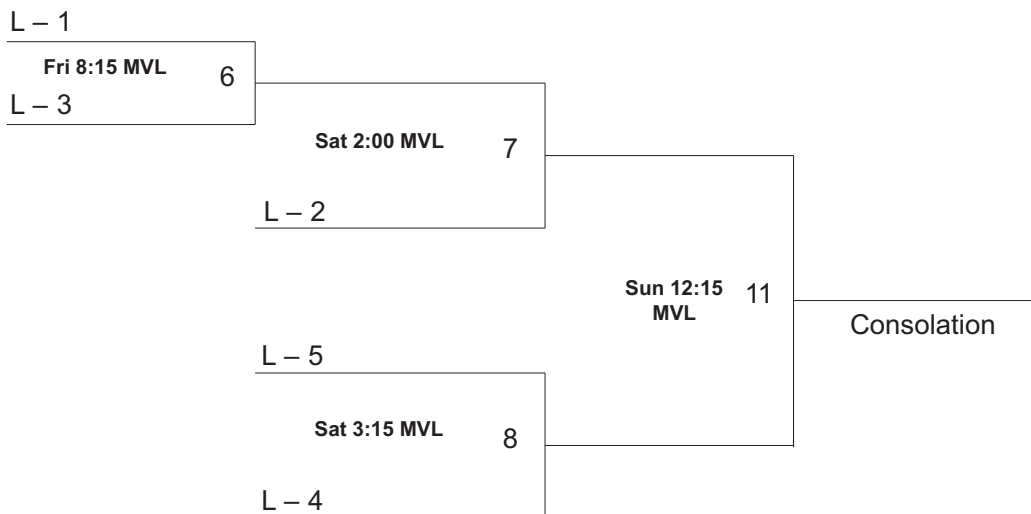 L – 1
Fri 8:15 MVL
6
L – 3
Sat 2:00 MVL
7
L – 2
Sun 12:15
MVL
11
Consolation
L – 5
Sat 3:15 MVL
8
L – 4